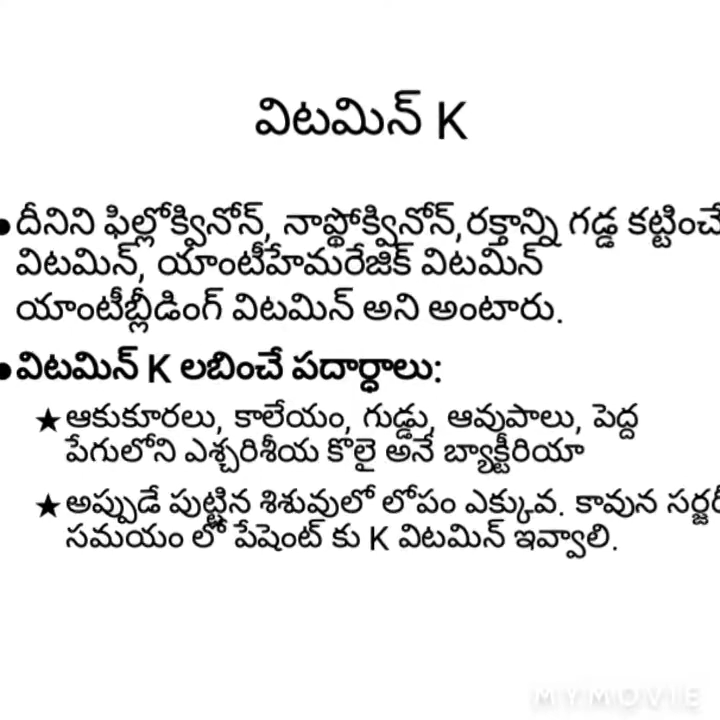 విటమిన్ K
•దీనిని ఫిల్లోక్వినోన్, నాఫ్తోక్వినోన్,రక్తాన్ని గడ్డ కట్టించే
విటమిన్, యాంటీహేమరేజిక్ విటమిన్
యాంటీబ్లీడింగ్ విటమిన్ అని అంటారు.
•విటమిన్ K లబించే పదార్ధాలు:
★ఆకుకూరలు, కాలేయం, గుడ్డు, ఆవుపాలు, పెద్ద
పేగులోని ఎశ్చరిశీయ కొలై అనే బ్యాక్టీరియా
★అప్పుడే పుట్టిన శిశువులో లోపం ఎక్కువ. కావున సర్జరీ
సమయం లో పేషెంట్ కు K విటమిన్ ఇవ్వాలి.
MYMOVIE